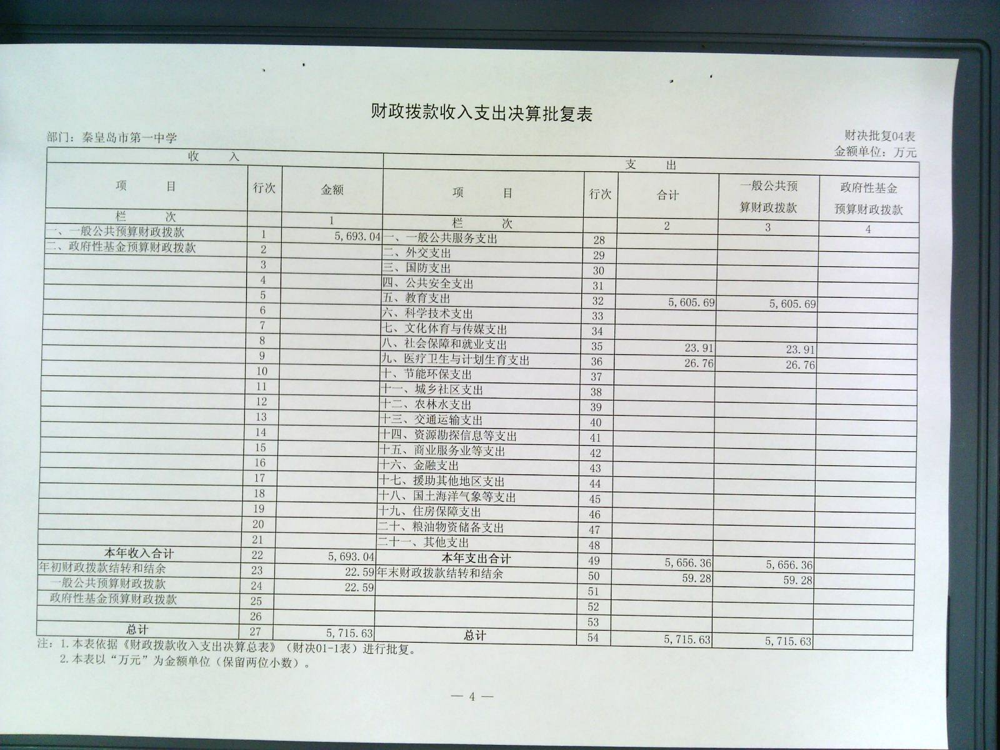 财政拨款收入支出决算批复表
财决批复04表
部门：秦皇岛市第一中学 金额单位：万元
收 入 支 出
项 目 行次 金额 项 目 行次 合计 一般公共预算财政拨款 政府性基金预算财政拨款
栏 次 1 栏 次 2 3 4
一、一般公共预算财政拨款 1 5,693.04 一、一般公共服务支出 28
二、政府性基金预算财政拨款 2 二、外交支出 29
3 三、国防支出 30
4 四、公共安全支出 31
5 五、教育支出 32 5,605.69 5,605.69
6 六、科学技术支出 33
7 七、文化体育与传媒支出 34
8 八、社会保障和就业支出 35 23.91 23.91
9 九、医疗卫生与计划生育支出 36 26.76 26.76
10 十、节能环保支出 37
11 十一、城乡社区支出 38
12 十二、农林水支出 39
13 十三、交通运输支出 40
14 十四、资源勘探信息等支出 41
15 十五、商业服务业等支出 42
16 十六、金融支出 43
17 十七、援助其他地区支出 44
18 十八、国土海洋气象等支出 45
19 十九、住房保障支出 46
20 二十、粮油物资储备支出 47
21 二十一、其他支出 48
本年收入合计 22 5,693.04 本年支出合计 49 5,656.36 5,656.36
年初财政拨款结转和结余 23 22.59 年末财政拨款结转和结余 50 59.28 59.28
一般公共预算财政拨款 24 22.59 51
政府性基金预算财政拨款 25 52
26 53
总计 27 5,715.63 总计 54 5,715.63 5,715.63
注：1.本表依据《财政拨款收入支出决算总表》（财决01-1表）进行批复。
2.本表以“万元”为金额单位（保留两位小数）。
— 4 —